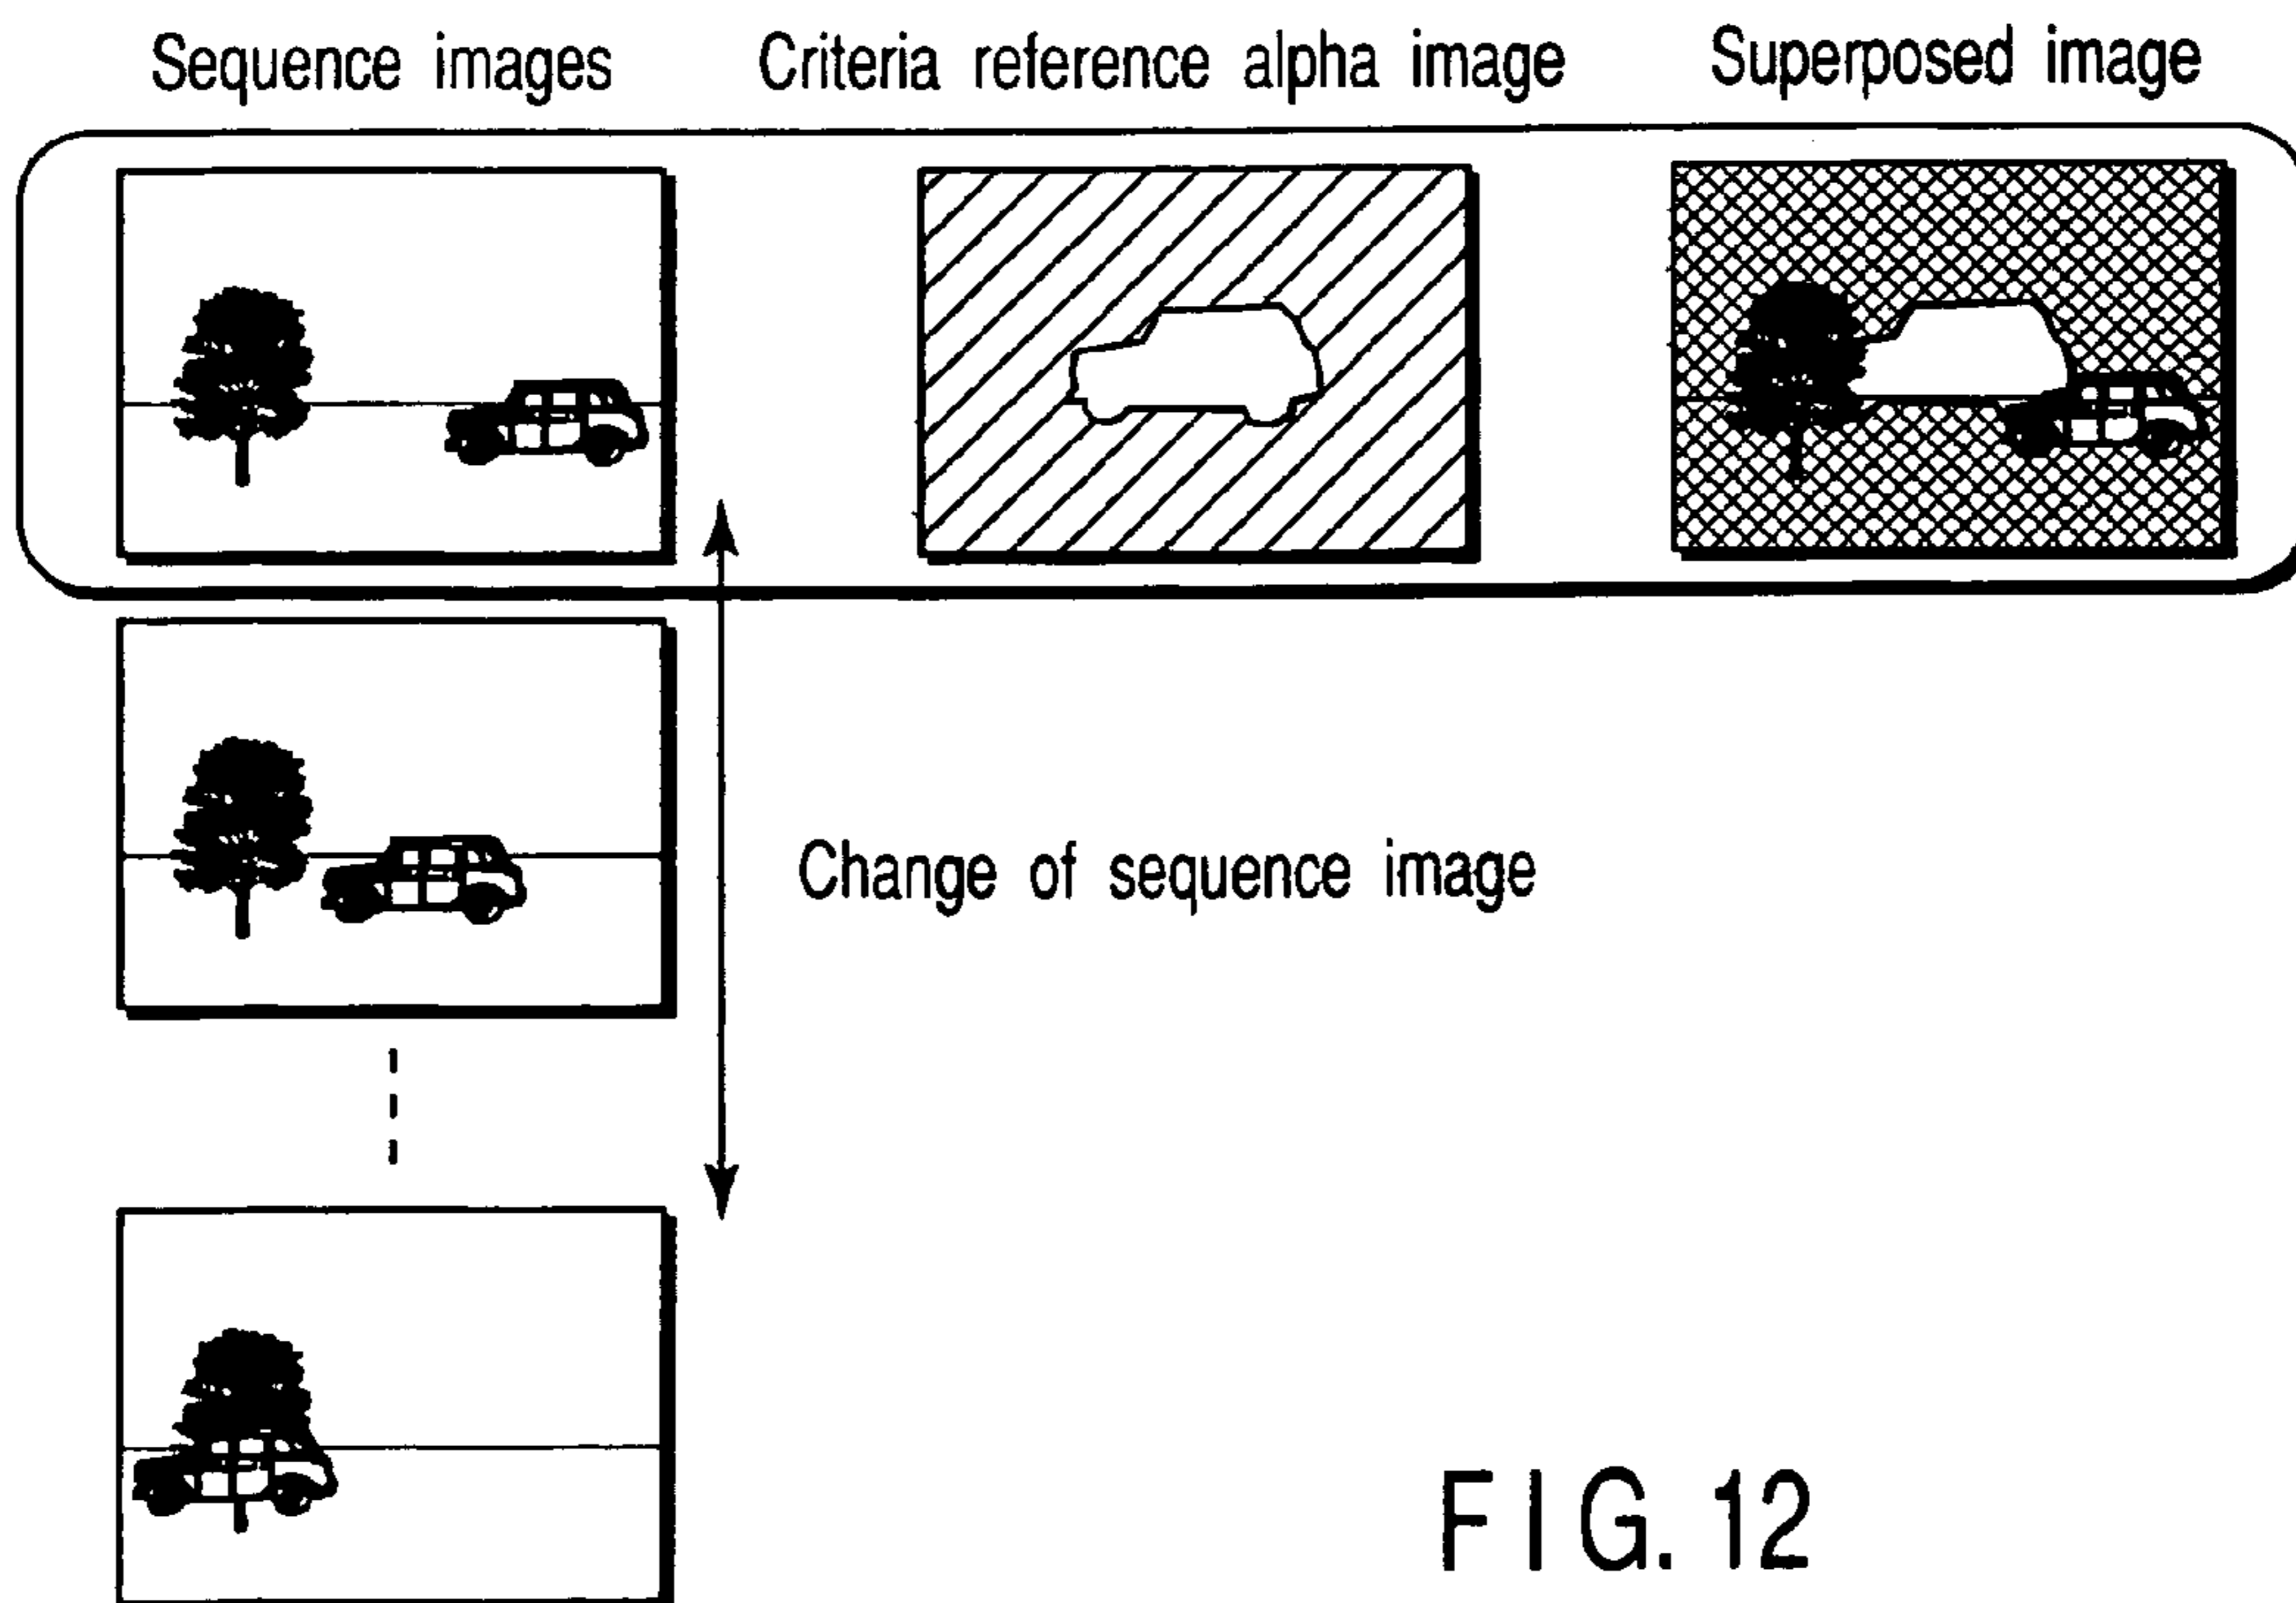 Sequence images
Criteria reference alpha image
Superposed image
Change of sequence image
FIG. 12